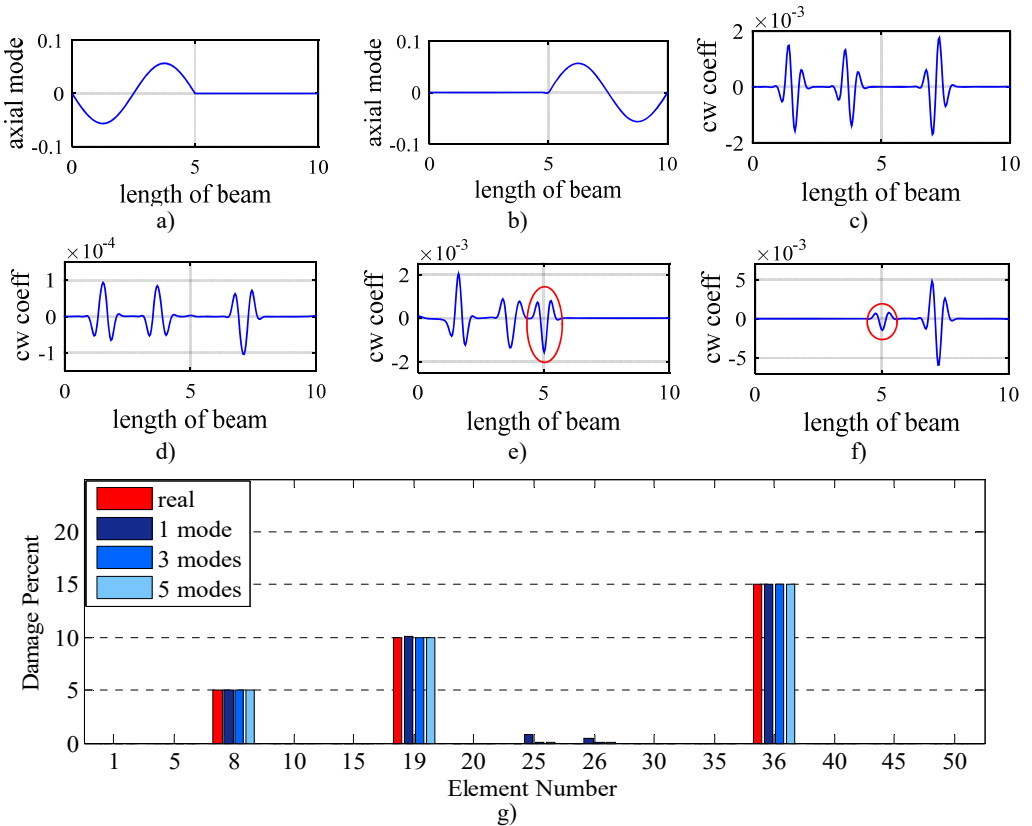 axial mode
0.1
0
-0.1
0
5
10
length of beam
a)
axial mode
0.1
0
-0.1
0
5
10
length of beam
b)
×10-3
cw coeff
2
0
-2
0
5
10
length of beam
c)
×10-4
cw coeff
1
0
-1
0
5
10
length of beam
d)
×10-3
cw coeff
2
0
-2
0
5
10
length of beam
e)
×10-3
cw coeff
5
0
-5
0
5
10
length of beam
f)
real
1 mode
3 modes
5 modes
Damage Percent
20
15
10
5
0
1 5 8 10 15 19 20 25 26 30 35 36 40 45 50
Element Number
g)